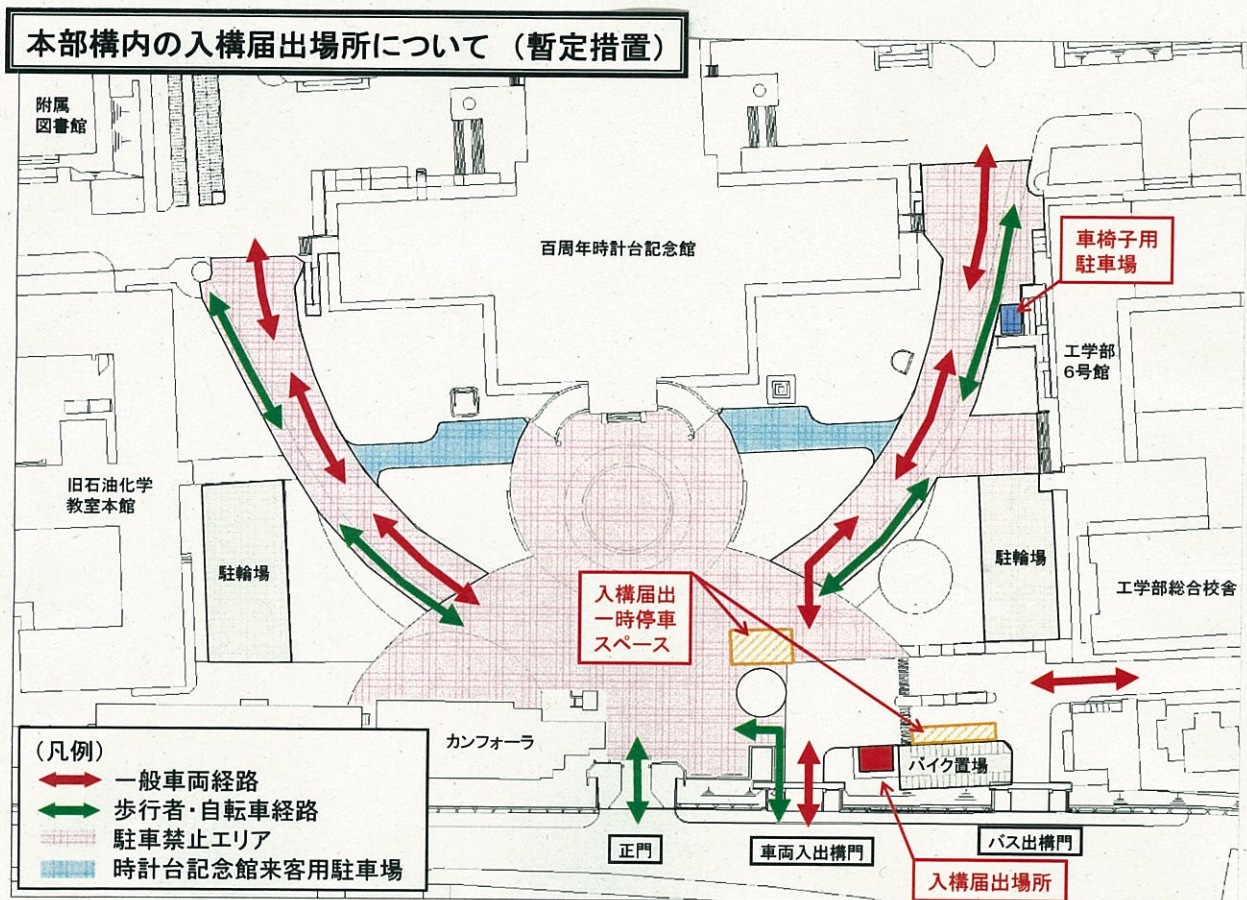 本部構内の入構届出場所について （暫定措置）
附属
図書館
百周年時計台記念館
車椅子用
駐車場
工学部
6号館
旧石油化学
教室本館
駐輪場
駐輪場
工学部総合校舎
入構届出
一時停車
スペース
カンフォーラ
バイク置場
（凡例）
一般車両経路
歩行者・自転車経路
駐車禁止エリア
時計台記念館来客用駐車場
正門
車両入出構門
バス出構門
入構届出場所